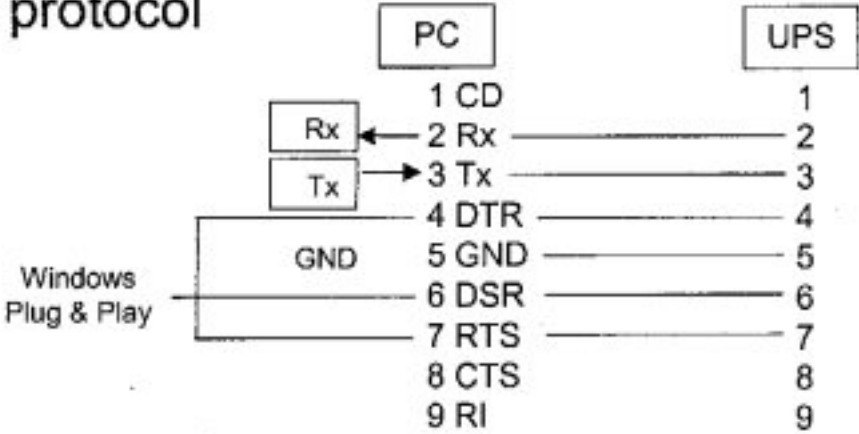 protocol
PC UPS
1 CD 1
Rx 2 Rx 2
Tx 3 Tx 3
4 DTR 4
GND 5 GND 5
Windows
Plug & Play
6 DSR 6
7 RTS 7
8 CTS 8
9 RI 9